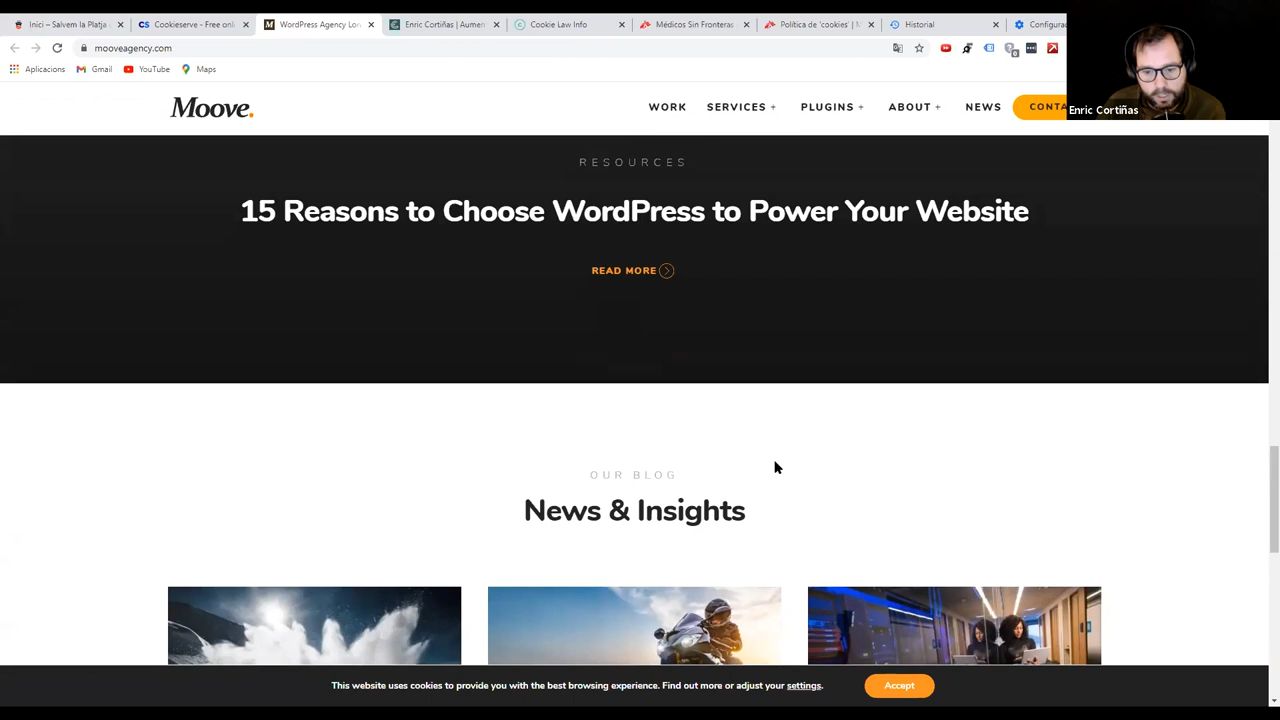 Inici – Salvem la Platja
Cookieserve - Free onl
WordPress Agency Lon
Enric Cortiñas | Aumen
Cookie Law Info
Médicos Sin Fronteras
Política de 'cookies' |
Historial
Configura
mooveagency.com
Aplicacions
Gmail
YouTube
Maps
Enric Cortiñas
Moove.
WORK
SERVICES +
PLUGINS +
ABOUT +
NEWS
CONTA
RESOURCES
15 Reasons to Choose WordPress to Power Your Website
READ MORE
OUR BLOG
News & Insights
This website uses cookies to provide you with the best browsing experience. Find out more or adjust your settings.
Accept